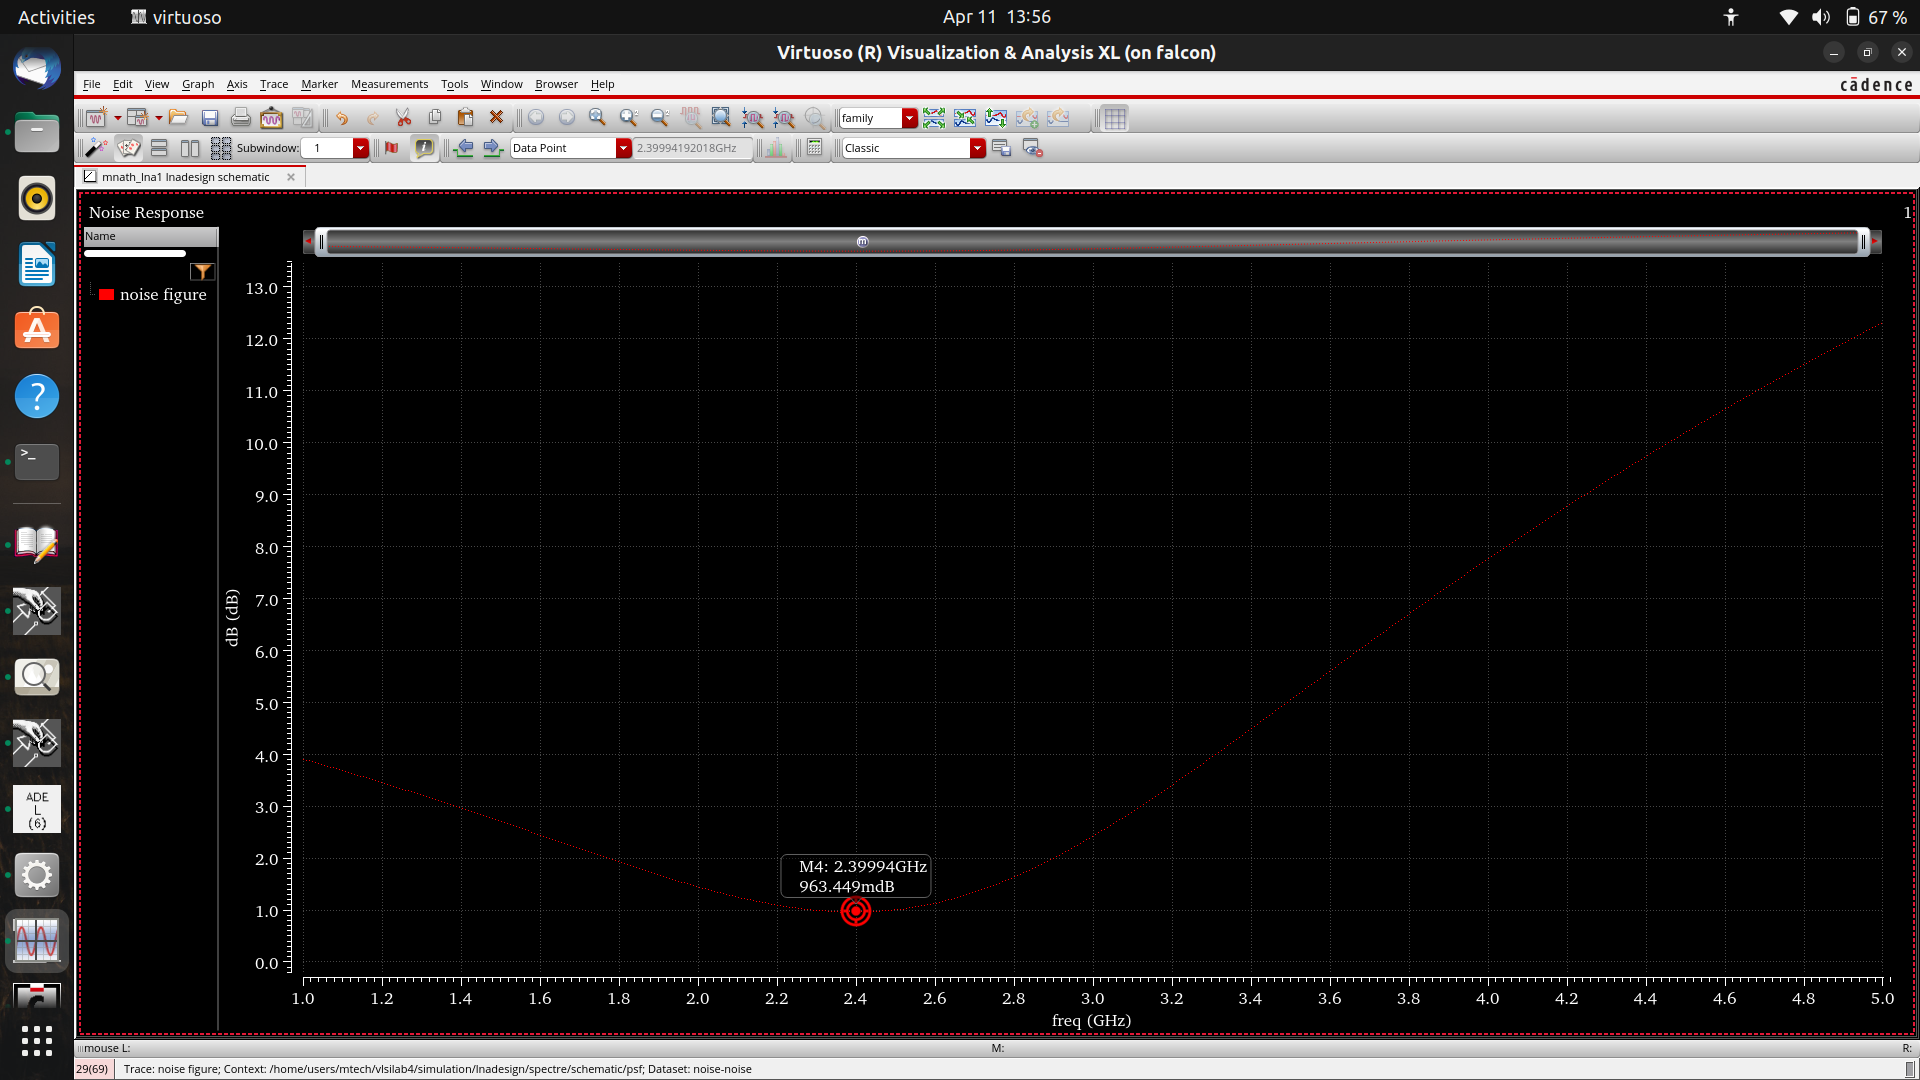 Activities
virtuoso
Apr 11 13:56
67 %
Virtuoso (R) Visualization & Analysis XL (on falcon)
File Edit View Graph Axis Trace Marker Measurements Tools Window Browser Help
cādence
family
Subwindow: 1
Data Point
2.39994192018GHz
Classic
mnath_lna1 lnadesign schematic
Noise Response
1
Name
noise figure
13.0
12.0
11.0
10.0
9.0
8.0
7.0
6.0
5.0
4.0
3.0
2.0
1.0
0.0
dB (dB)
M4: 2.39994GHz
963.449mdB
1.0 1.2 1.4 1.6 1.8 2.0 2.2 2.4 2.6 2.8 3.0 3.2 3.4 3.6 3.8 4.0 4.2 4.4 4.6 4.8 5.0
freq (GHz)
ADE
L
(6)
mouse L:
M:
R:
29(69)
Trace: noise figure; Context: /home/users/mtech/vlsilab4/simulation/lnadesign/spectre/schematic/psf; Dataset: noise-noise